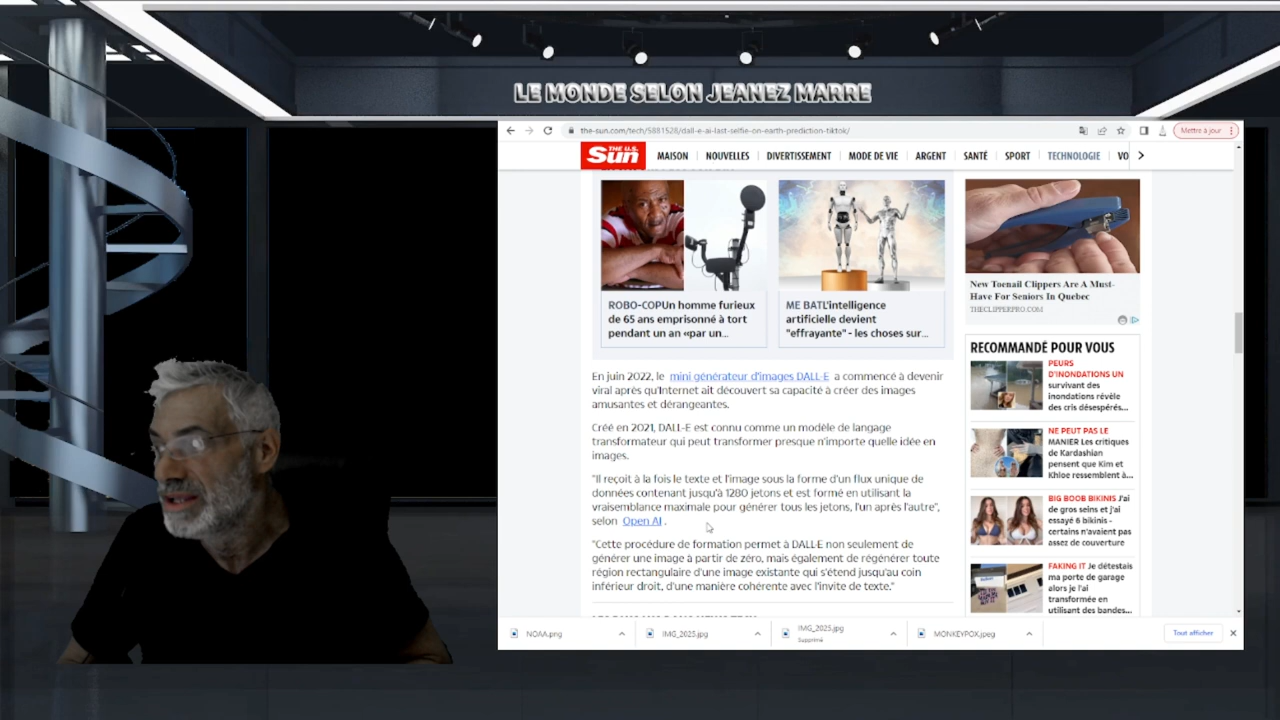 LE MONDE SELON JEANEZ MARRE
the-sun.com/tech/5881528/dall-e-ai-last-selfie-on-earth-prediction-tiktok/
Mettre à jour
THE U.S. Sun
MAISON
NOUVELLES
DIVERTISSEMENT
MODE DE VIE
ARGENT
SANTÉ
SPORT
TECHNOLOGIE
VO
ROBO-COPUn homme furieux
de 65 ans emprisonné à tort
pendant un an «par un...
ME BATL'intelligence
artificielle devient
"effrayante" - les choses sur...
En juin 2022, le mini générateur d'images DALL-E a commencé à devenir
viral après qu'Internet ait découvert sa capacité à créer des images
amusantes et dérangeantes.
Créé en 2021, DALL-E est connu comme un modèle de langage
transformateur qui peut transformer presque n'importe quelle idée en
images.
"Il reçoit à la fois le texte et l'image sous la forme d'un flux unique de
données contenant jusqu'à 1280 jetons et est formé en utilisant la
vraisemblance maximale pour générer tous les jetons, l'un après l'autre",
selon Open AI .
"Cette procédure de formation permet à DALL-E non seulement de
générer une image à partir de zéro, mais également de régénérer toute
région rectangulaire d'une image existante qui s'étend jusqu'au coin
inférieur droit, d'une manière cohérente avec l'invite de texte."
New Toenail Clippers Are A Must-
Have For Seniors In Quebec
THECLIPPERPRO.COM
RECOMMANDÉ POUR VOUS
PEURS
D'INONDATIONS UN
survivant des
inondations révèle
des cris désespérés...
NE PEUT PAS LE
MANIER Les critiques
de Kardashian
pensent que Kim et
Khloe ressemblent à...
BIG BOOB BIKINIS J'ai
de gros seins et j'ai
essayé 6 bikinis -
certains n'avaient pas
assez de couverture
FAKING IT Je détestais
ma porte de garage
alors je l'ai
transformée en
utilisant des bandes...
NOAA.png
IMG_2025.jpg
IMG_2025.jpg
Supprimé
MONKEYPOX.jpeg
Tout afficher